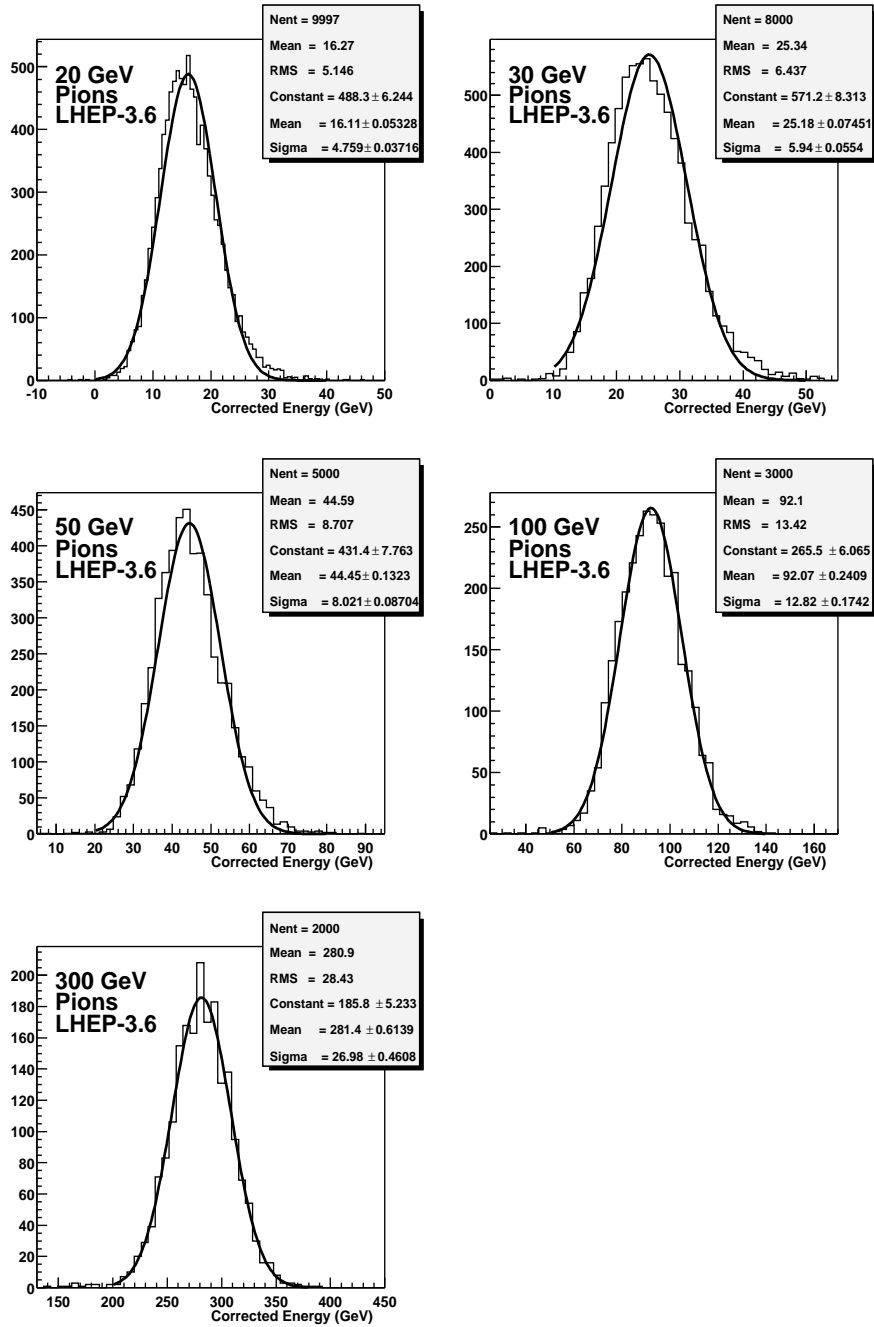 Nent = 9997
Mean = 16.27
RMS = 5.146
Constant = 488.3 ± 6.244
Mean = 16.11 ± 0.05328
Sigma = 4.759 ± 0.03716
20 GeV
Pions
LHEP-3.6
500
400
300
200
100
0
-10 0 10 20 30 40 50
Corrected Energy (GeV)
Nent = 8000
Mean = 25.34
RMS = 6.437
Constant = 571.2 ± 8.313
Mean = 25.18 ± 0.07451
Sigma = 5.94 ± 0.0554
30 GeV
Pions
LHEP-3.6
500
400
300
200
100
0
0 10 20 30 40 50
Corrected Energy (GeV)
Nent = 5000
Mean = 44.59
RMS = 8.707
Constant = 431.4 ± 7.763
Mean = 44.45 ± 0.1323
Sigma = 8.021 ± 0.08704
50 GeV
Pions
LHEP-3.6
450
400
350
300
250
200
150
100
50
0
10 20 30 40 50 60 70 80 90
Corrected Energy (GeV)
Nent = 3000
Mean = 92.1
RMS = 13.42
Constant = 265.5 ± 6.065
Mean = 92.07 ± 0.2409
Sigma = 12.82 ± 0.1742
100 GeV
Pions
LHEP-3.6
250
200
150
100
50
0
40 60 80 100 120 140 160
Corrected Energy (GeV)
Nent = 2000
Mean = 280.9
RMS = 28.43
Constant = 185.8 ± 5.233
Mean = 281.4 ± 0.6139
Sigma = 26.98 ± 0.4608
300 GeV
Pions
LHEP-3.6
200
180
160
140
120
100
80
60
40
20
0
150 200 250 300 350 400 450
Corrected Energy (GeV)